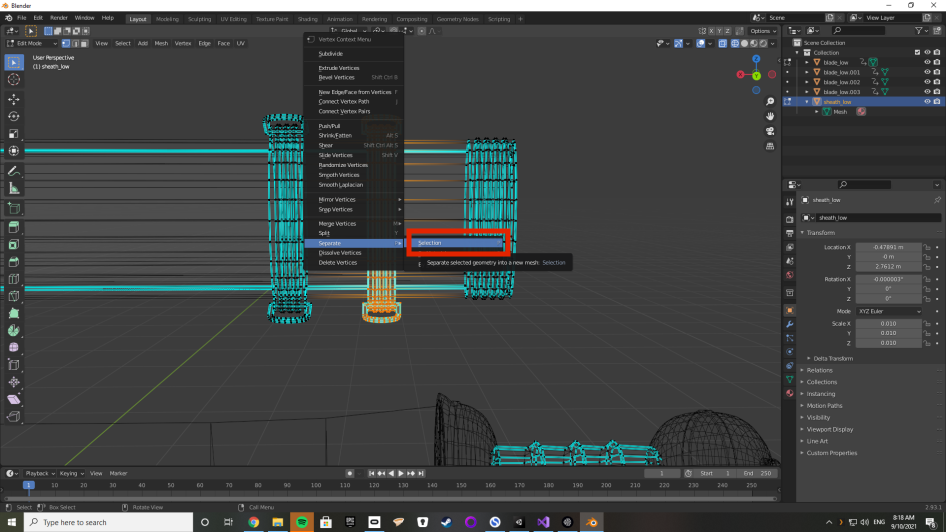 Blender
File Edit Render Window Help
Layout Modeling Sculpting UV Editing Texture Paint Shading Animation Rendering Compositing Geometry Nodes Scripting +
Scene
View Layer
Edit Mode
View Select Add Mesh Vertex Edge Face UV
Global
X Y Z
Options
User Perspective
(1) sheath_low
Vertex Context Menu
Subdivide
Extrude Vertices
Bevel Vertices Shift Ctrl B
New Edge/Face from Vertices F
Connect Vertex Path J
Connect Vertex Pairs
Push/Pull
Shrink/Fatten Alt S
Shear Shift Ctrl Alt S
Slide Vertices Shift V
Randomize Vertices
Smooth Vertices
Smooth Laplacian
Mirror Vertices
Snap Vertices
Merge Vertices M
Split Y
Separate
Dissolve Vertices
Delete Vertices
Selection
Separate selected geometry into a new mesh: Selection
Z
X
Y
Scene Collection
Collection
blade_low
blade_low.001
blade_low.002
blade_low.003
sheath_low
Mesh
sheath_low
sheath_low
Transform
Location X -0.47891 m
Y -0 m
Z 2.7612 m
Rotation X -0.000003°
Y 0°
Z 0°
Mode XYZ Euler
Scale X 0.010
Y 0.010
Z 0.010
Delta Transform
Relations
Collections
Instancing
Motion Paths
Visibility
Viewport Display
Line Art
Custom Properties
Playback Keying View Marker
1 Start 1 End 250
1 10 20 30 40 50 60 70 80 90 100 110 120 130 140 150 160 170 180 190 200 210 220 230 240 250
Select Box Select Rotate View Call Menu
2.93.1
Type here to search
8:18 AM
9/10/2021